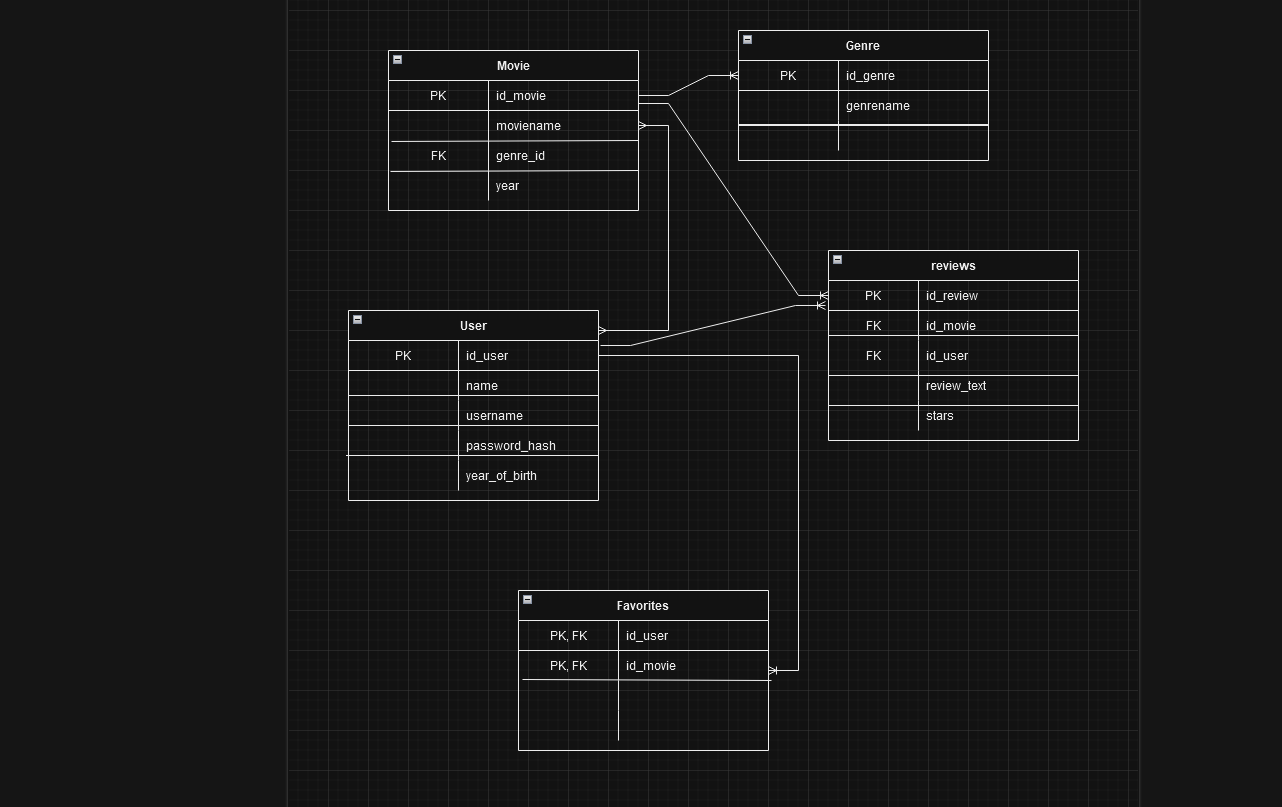 Movie
PK id_movie
moviename
FK genre_id
year
Genre
PK id_genre
genrename
reviews
PK id_review
FK id_movie
FK id_user
review_text
stars
User
PK id_user
name
username
password_hash
year_of_birth
Favorites
PK, FK id_user
PK, FK id_movie